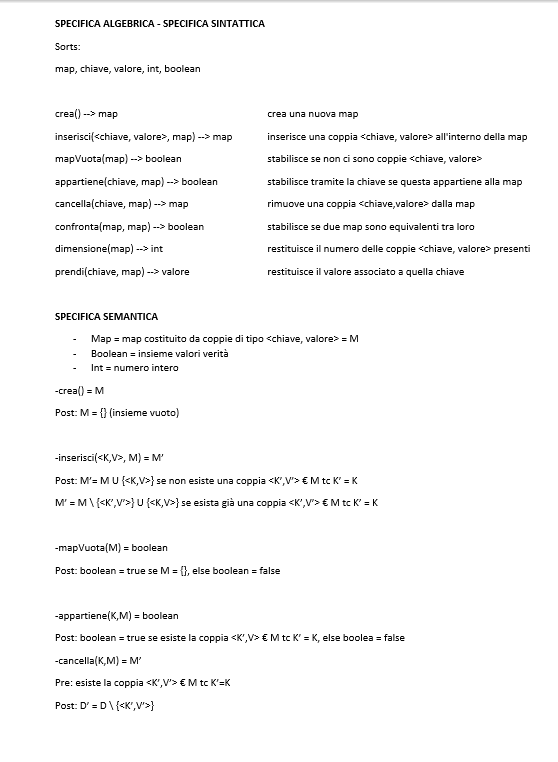 SPECIFICA ALGEBRICA - SPECIFICA SINTATTICA
Sorts:
map, chiave, valore, int, boolean
crea() --> map crea una nuova map
inserisci(<chiave, valore>, map) --> map inserisce una coppia <chiave, valore> all'interno della map
mapVuota(map) --> boolean stabilisce se non ci sono coppie <chiave, valore>
appartiene(chiave, map) --> boolean stabilisce tramite la chiave se questa appartiene alla map
cancella(chiave, map) --> map rimuove una coppia <chiave,valore> dalla map
confronta(map, map) --> boolean stabilisce se due map sono equivalenti tra loro
dimensione(map) --> int restituisce il numero delle coppie <chiave, valore> presenti
prendi(chiave, map) --> valore restituisce il valore associato a quella chiave
SPECIFICA SEMANTICA
- Map = map costituito da coppie di tipo <chiave, valore> = M
- Boolean = insieme valori verità
- Int = numero intero
-crea() = M
Post: M = {} (insieme vuoto)
-inserisci(<K,V>, M) = M’
Post: M’= M U {<K,V>} se non esiste una coppia <K’,V’> € M tc K’ = K
M’ = M \ {<K’,V’>} U {<K,V>} se esista già una coppia <K’,V’> € M tc K’ = K
-mapVuota(M) = boolean
Post: boolean = true se M = {}, else boolean = false
-appartiene(K,M) = boolean
Post: boolean = true se esiste la coppia <K’,V> € M tc K’ = K, else boolea = false
-cancella(K,M) = M’
Pre: esiste la coppia <K’,V’> € M tc K’=K
Post: D’ = D \ {<K’,V’>}